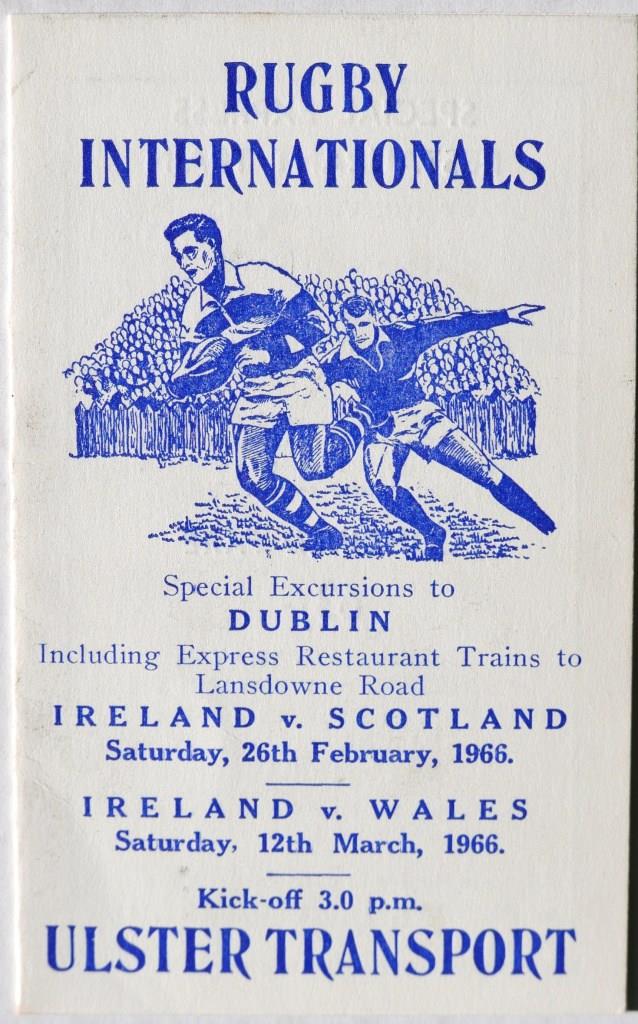 RUGBY
INTERNATIONALS
Special Excursions to
DUBLIN
Including Express Restaurant Trains to
Lansdowne Road
IRELAND v. SCOTLAND
Saturday, 26th February, 1966.
IRELAND v. WALES
Saturday, 12th March, 1966.
Kick-off 3.0 p.m.
ULSTER TRANSPORT